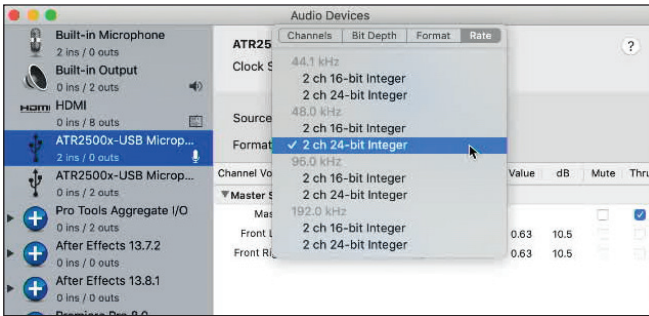 Audio Devices
Built-in Microphone
2 ins / 0 outs
Built-in Output
0 ins / 2 outs
HDMI HDMI
0 ins / 8 outs
ATR2500x-USB Microp...
2 ins / 0 outs
ATR2500x-USB Microp...
0 ins / 2 outs
Pro Tools Aggregate I/O
0 ins / 2 outs
After Effects 13.7.2
0 ins / 0 outs
After Effects 13.8.1
0 ins / 0 outs
ATR25
Clock S
?
Source
Format
Channels Bit Depth Format Rate
44.1 kHz
2 ch 16-bit Integer
2 ch 24-bit Integer
48.0 kHz
2 ch 16-bit Integer
✓ 2 ch 24-bit Integer
96.0 kHz
2 ch 16-bit Integer
2 ch 24-bit Integer
192.0 kHz
2 ch 16-bit Integer
2 ch 24-bit Integer
Channel Vo Value dB Mute Thru
Master S
Mas
Front L 0.63 10.5
Front Rig 0.63 10.5